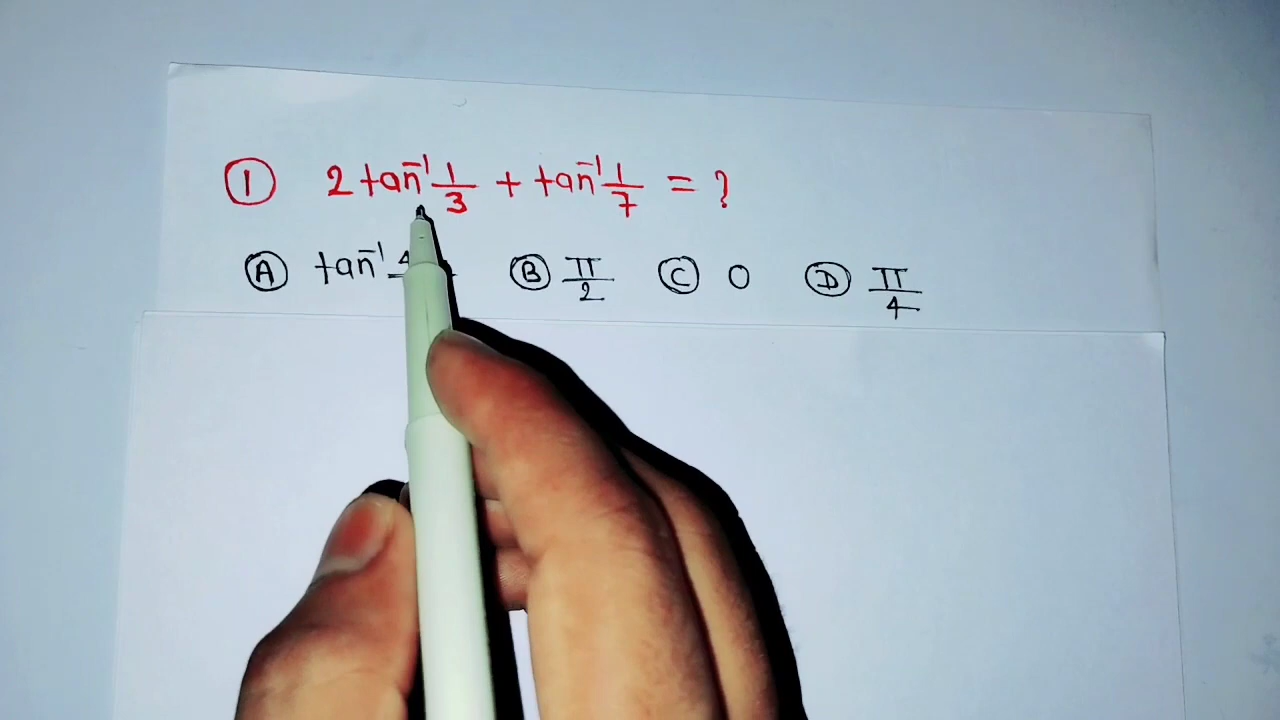 ① 2 tan⁻¹ 1/3 + tan⁻¹ 1/7 = ?
Ⓐ tan⁻¹ Ⓑ π/2 Ⓒ 0 Ⓓ π/4